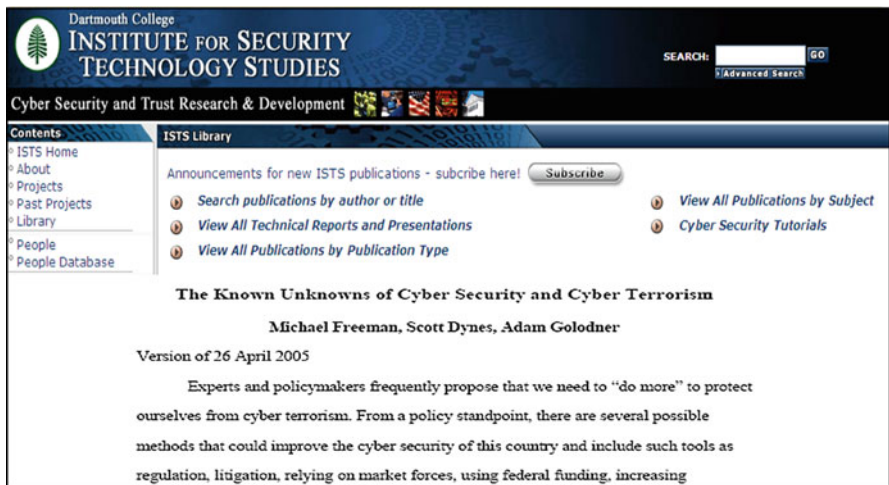 Dartmouth College
INSTITUTE FOR SECURITY
TECHNOLOGY STUDIES
SEARCH:
GO
Advanced Search
Cyber Security and Trust Research & Development
Contents
ISTS Home
About
Projects
Past Projects
Library
People
People Database
ISTS Library
Announcements for new ISTS publications - subcribe here! Subscribe
Search publications by author or title
View All Technical Reports and Presentations
View All Publications by Publication Type
View All Publications by Subject
Cyber Security Tutorials
The Known Unknowns of Cyber Security and Cyber Terrorism
Michael Freeman, Scott Dynes, Adam Golodner
Version of 26 April 2005
Experts and policymakers frequently propose that we need to “do more” to protect
ourselves from cyber terrorism. From a policy standpoint, there are several possible
methods that could improve the cyber security of this country and include such tools as
regulation, litigation, relying on market forces, using federal funding, increasing